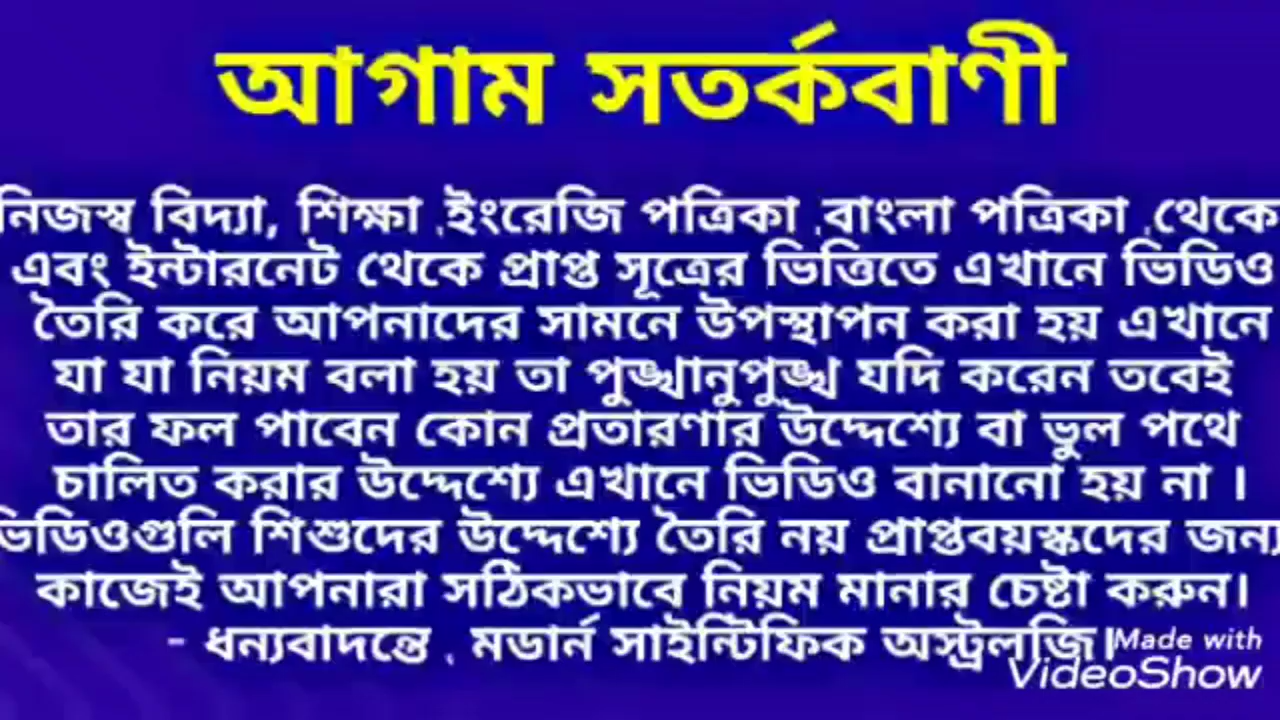 আগাম সতর্কবাণী
নিজস্ব বিদ্যা, শিক্ষা ,ইংরেজি পত্রিকা ,বাংলা পত্রিকা ,থেকে
এবং ইন্টারনেট থেকে প্রাপ্ত সূত্রের ভিত্তিতে এখানে ভিডিও
তৈরি করে আপনাদের সামনে উপস্থাপন করা হয় এখানে
যা যা নিয়ম বলা হয় তা পুঙ্খানুপুঙ্খ যদি করেন তবেই
তার ফল পাবেন কোন প্রতারণার উদ্দেশ্যে বা ভুল পথে
চালিত করার উদ্দেশ্যে এখানে ভিডিও বানানো হয় না ।
ভিডিওগুলি শিশুদের উদ্দেশ্যে তৈরি নয় প্রাপ্তবয়স্কদের জন্য
কাজেই আপনারা সঠিকভাবে নিয়ম মানার চেষ্টা করুন।
- ধন্যবাদন্তে , মডার্ন সাইন্টিফিক অস্ট্রলজি।
Made with
VideoShow